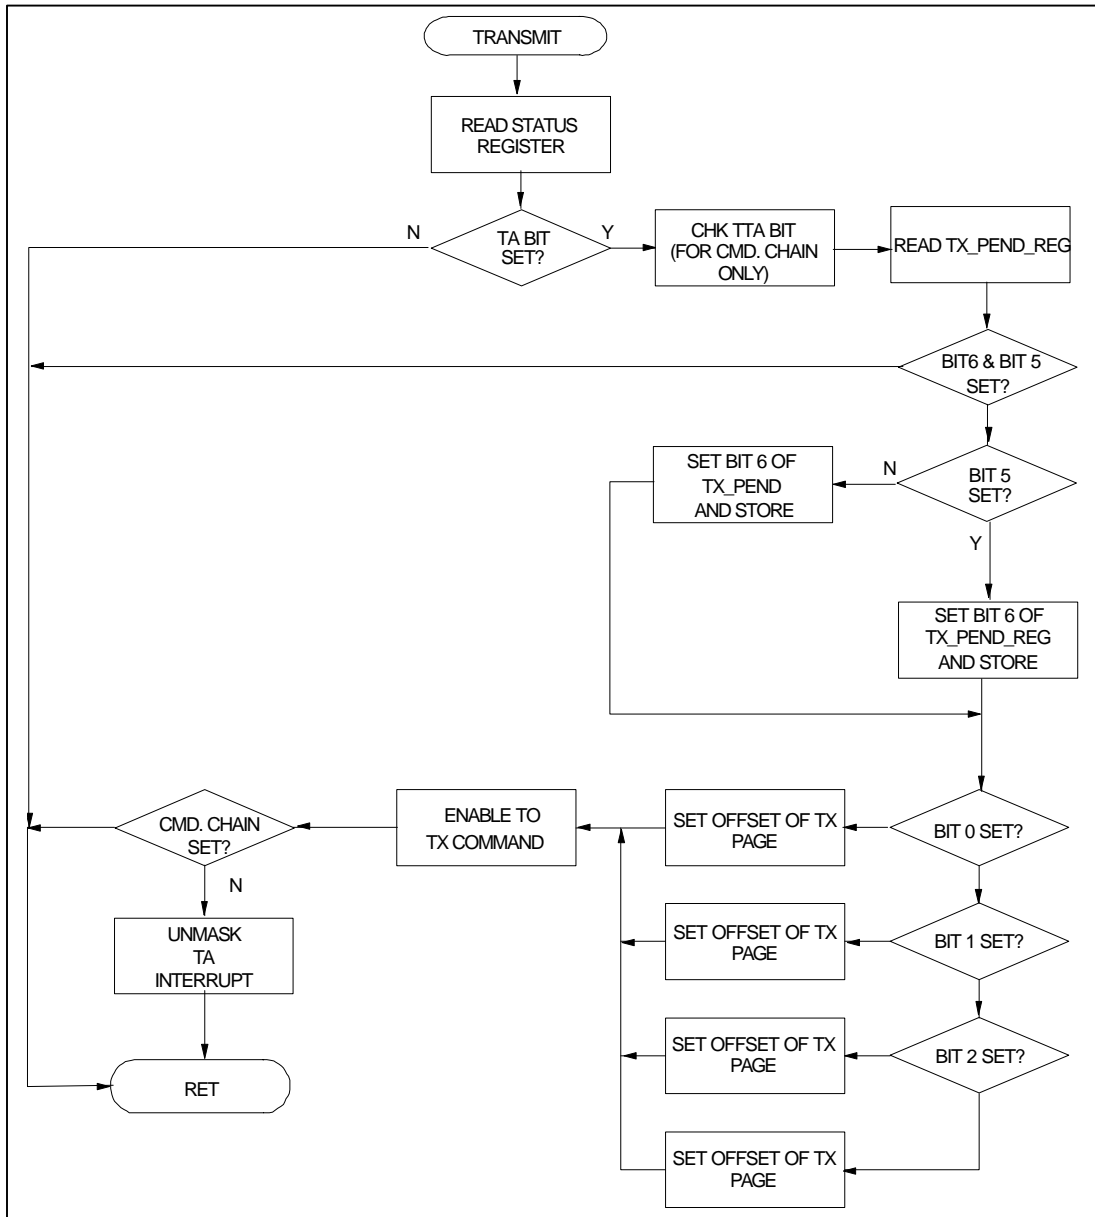 TRANSMIT
READ STATUS
REGISTER
N
TA BIT
SET?
Y
CHK TTA BIT
(FOR CMD. CHAIN
ONLY)
READ TX_PEND_REG
BIT6 & BIT 5
SET?
SET BIT 6 OF
TX_PEND
AND STORE
N
BIT 5
SET?
Y
SET BIT 6 OF
TX_PEND_REG
AND STORE
CMD. CHAIN
SET?
ENABLE TO
TX COMMAND
SET OFFSET OF TX
PAGE
BIT 0 SET?
N
UNMASK
TA
INTERRUPT
SET OFFSET OF TX
PAGE
BIT 1 SET?
SET OFFSET OF TX
PAGE
BIT 2 SET?
RET
SET OFFSET OF TX
PAGE